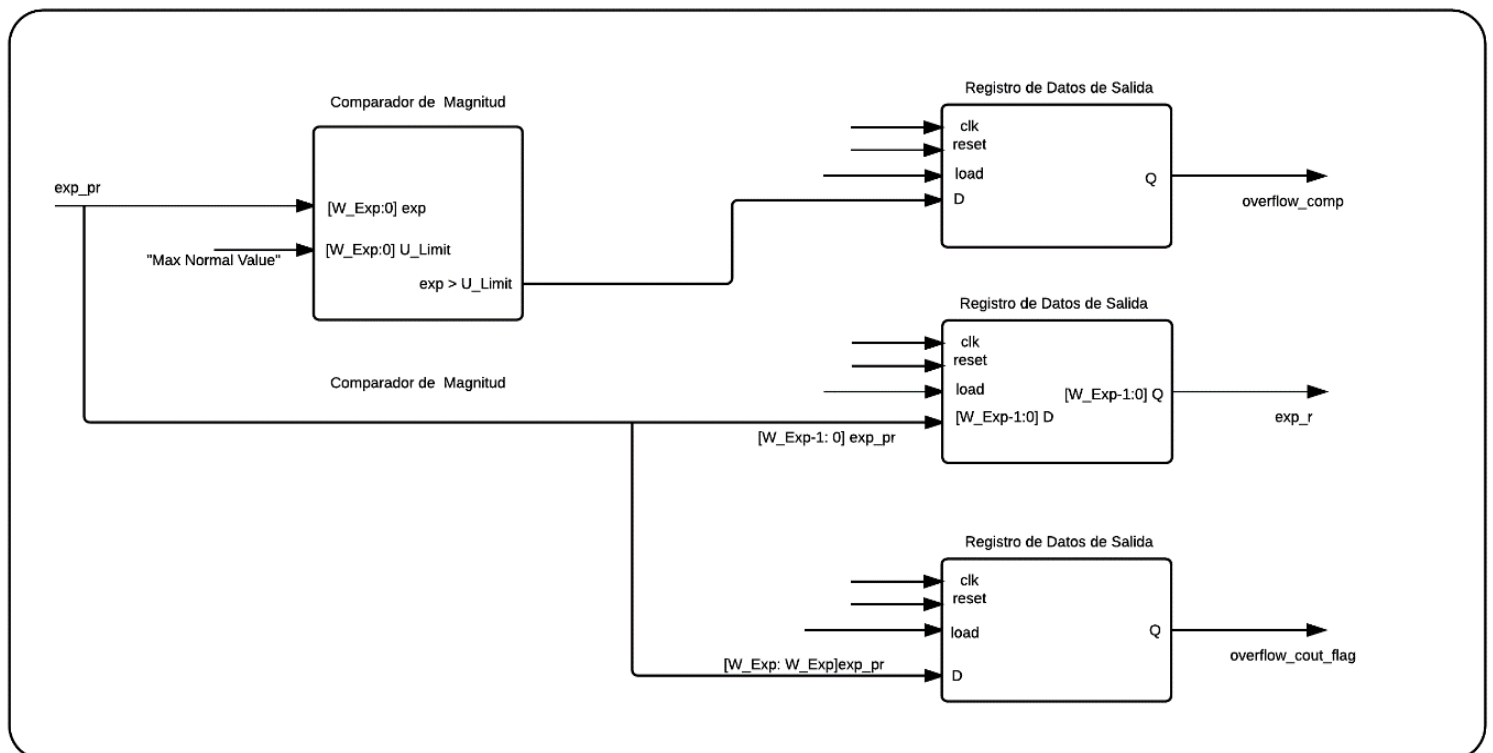 Registro de Datos de Salida
Comparador de  Magnitud
clk
reset
load
Q
D
exp_pr
overflow_comp
[W_Exp:0] exp
[W_Exp:0] U_Limit
"Max Normal Value"
exp > U_Limit
Registro de Datos de Salida
clk
reset
Comparador de  Magnitud
load
[W_Exp-1:0] Q
[W_Exp-1:0] D
exp_r
[W_Exp-1: 0] exp_pr
Registro de Datos de Salida
clk
reset
load
Q
overflow_cout_flag
[W_Exp: W_Exp]exp_pr
D